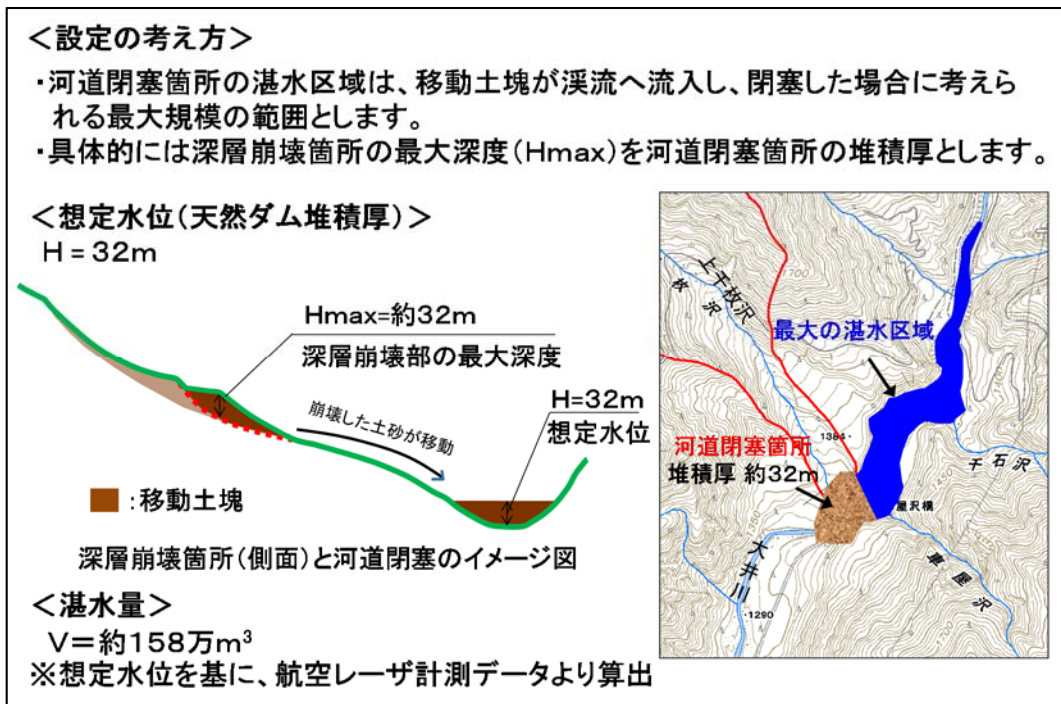 ＜設定の考え方＞
・河道閉塞箇所の湛水区域は、移動土塊が渓流へ流入し、閉塞した場合に考えら
れる最大規模の範囲とします。
・具体的には深層崩壊箇所の最大深度（Hmax）を河道閉塞箇所の堆積厚とします。
＜想定水位（天然ダム堆積厚）＞
H＝32m
Hmax=約32m
深層崩壊部の最大深度
崩壊した土砂が移動
H=32m
想定水位
：移動土塊
深層崩壊箇所（側面）と河道閉塞のイメージ図
＜湛水量＞
V＝約158万m³
※想定水位を基に、航空レーザ計測データより算出
1700
上千枚沢
枚沢
最大の湛水区域
1384
河道閉塞箇所
堆積厚 約32m
千石沢
屋沢橋
車屋沢
大井川
1290
1700